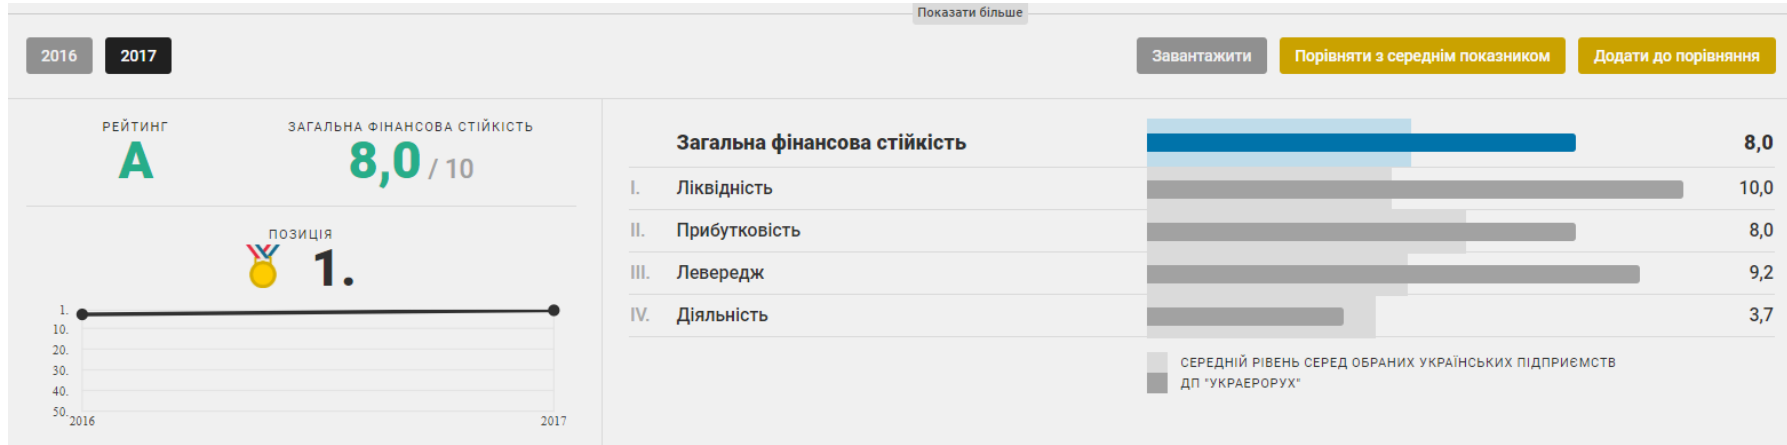 Показати більше
2016
2017
Завантажити
Порівняти з середнім показником
Додати до порівняння
РЕЙТИНГ
A
ЗАГАЛЬНА ФІНАНСОВА СТІЙКІСТЬ
8,0 / 10
ПОЗИЦІЯ
1.
1.
10.
20.
30.
40.
50.
2016
2017
Загальна фінансова стійкість 8,0
I. Ліквідність 10,0
II. Прибутковість 8,0
III. Левередж 9,2
IV. Діяльність 3,7
СЕРЕДНІЙ РІВЕНЬ СЕРЕД ОБРАНИХ УКРАЇНСЬКИХ ПІДПРИЄМСТВ
ДП "УКРАЕРОРУХ"